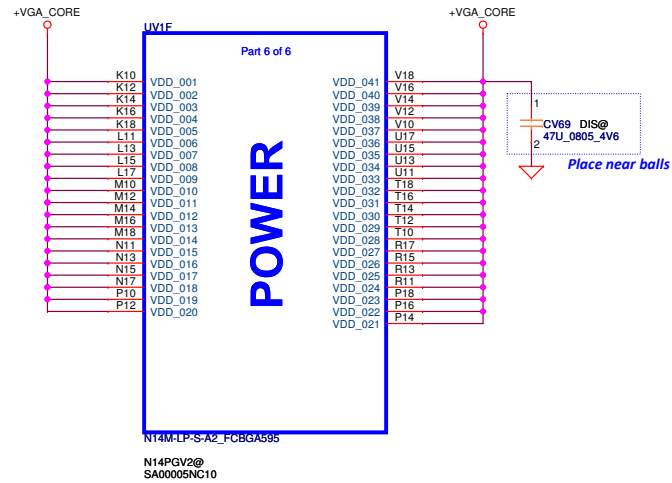 +VGA_CORE
+VGA_CORE
UV1F
Part 6 of 6
K10 VDD_001 VDD_041 V18
K12 VDD_002 VDD_040 V16
K14 VDD_003 VDD_039 V14
K16 VDD_004 VDD_038 V12
K18 VDD_005 VDD_037 V10
L11 VDD_006 VDD_036 U17
L13 VDD_007 VDD_035 U15
L15 VDD_008 VDD_034 U13
L17 VDD_009 VDD_033 U11
M10 VDD_010 VDD_032 T18
M12 VDD_011 VDD_031 T16
M14 VDD_012 VDD_030 T14
M16 VDD_013 VDD_029 T12
M18 VDD_014 VDD_028 T10
N11 VDD_015 VDD_027 R17
N13 VDD_016 VDD_026 R15
N15 VDD_017 VDD_025 R13
N17 VDD_018 VDD_024 R11
P10 VDD_019 VDD_023 P18
P12 VDD_020 VDD_022 P16
VDD_021 P14
POWER
1
CV69 DIS@
47U_0805_4V6
2
Place near balls
N14M-LP-S-A2_FCBGA595
N14PGV2@
SA00005NC10